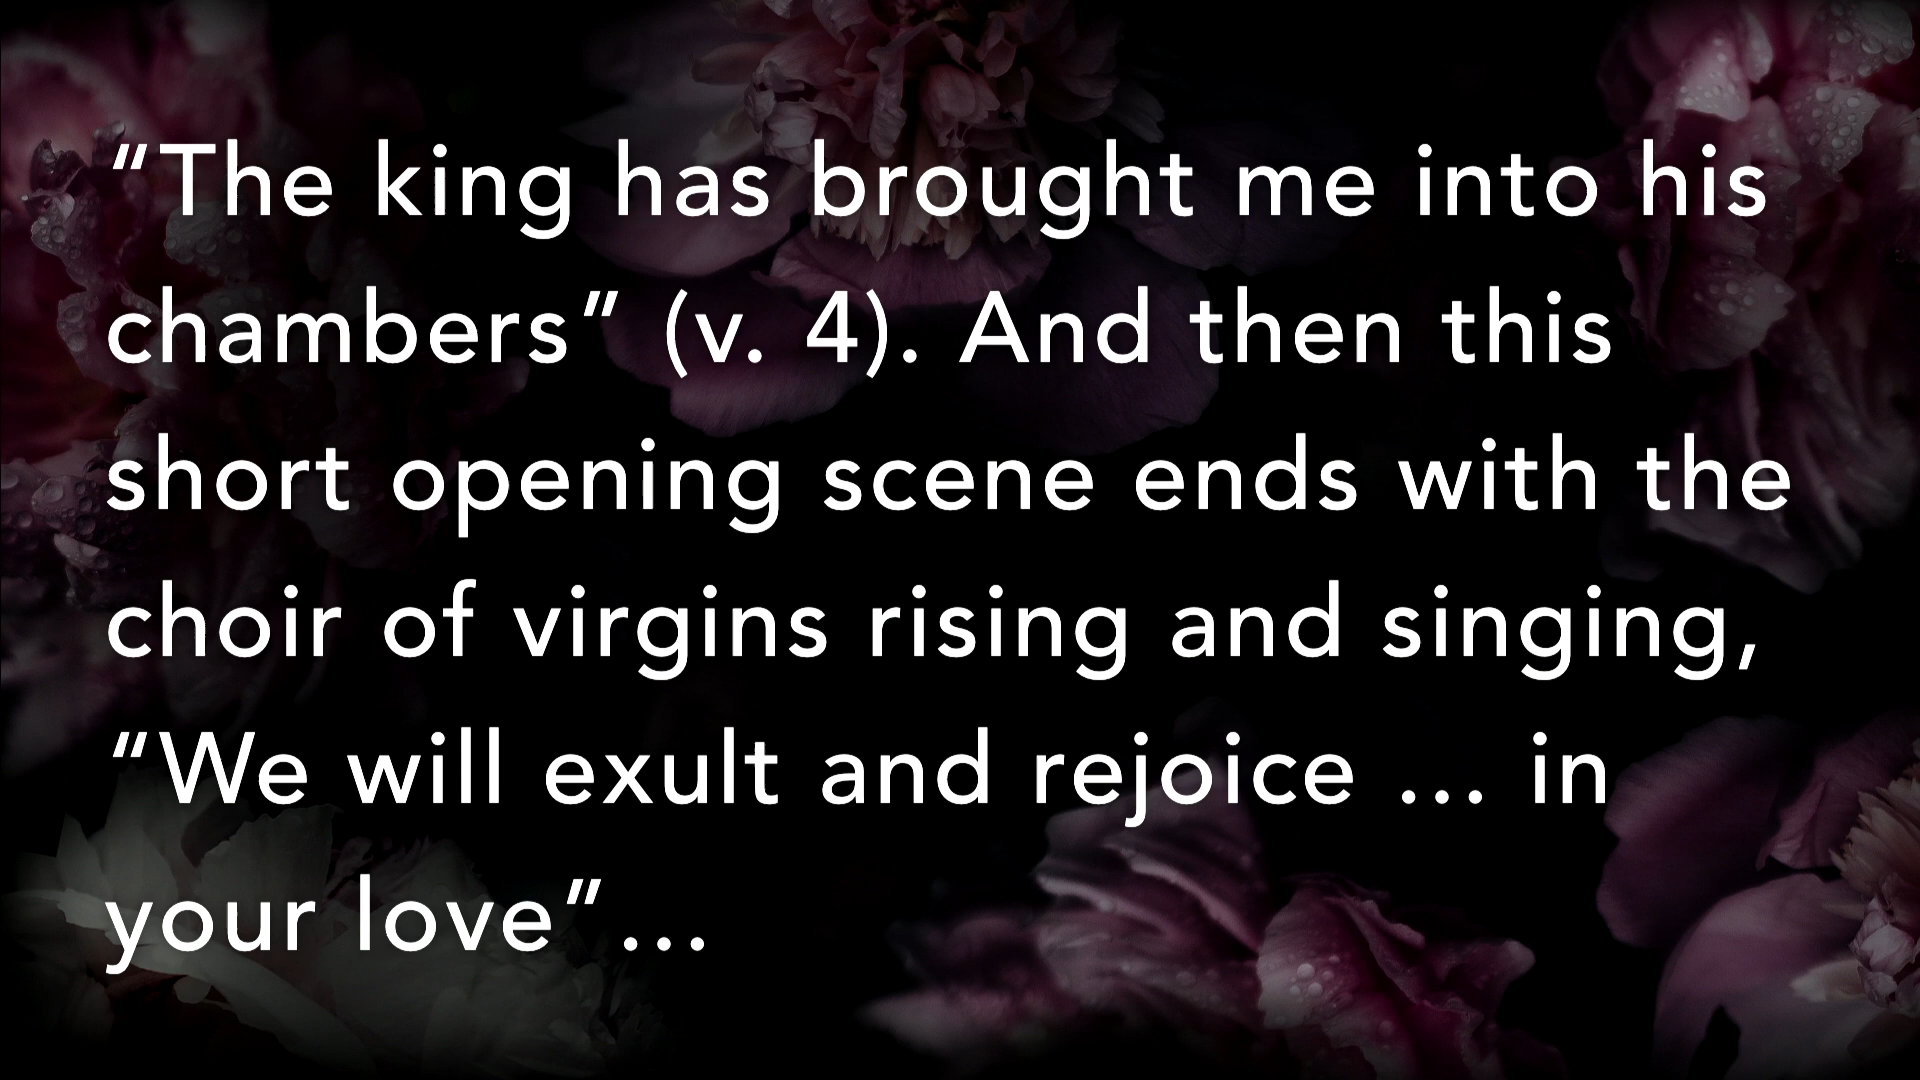 “The king has brought me into his
chambers” (v. 4). And then this
short opening scene ends with the
choir of virgins rising and singing,
“We will exult and rejoice … in
your love”…